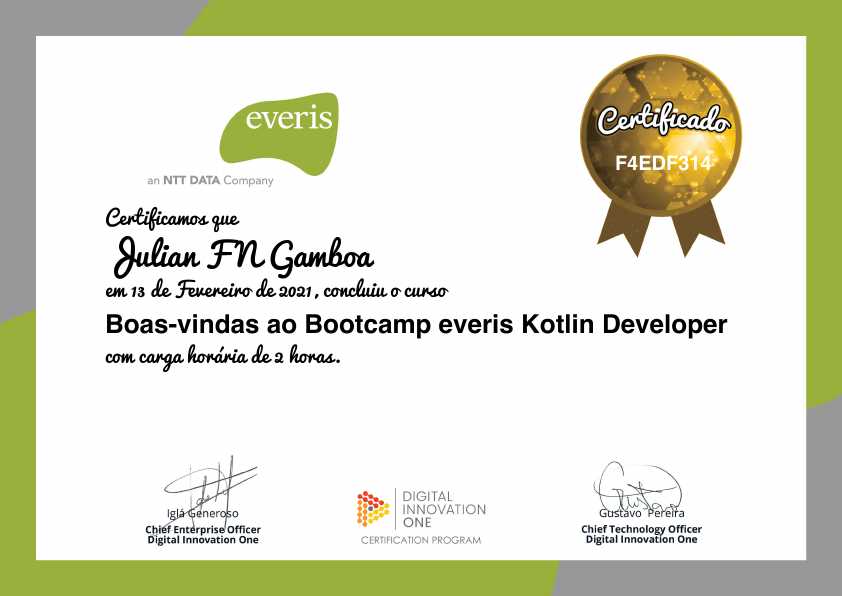 everis
an NTT DATA Company
Certificado
F4EDF314
Certificamos que
Julian FN Gamboa
em 13 de Fevereiro de 2021, concluiu o curso
Boas-vindas ao Bootcamp everis Kotlin Developer
com carga horária de 2 horas.
Iglá Generoso
Chief Enterprise Officer
Digital Innovation One
DIGITAL
INNOVATION
ONE
CERTIFICATION PROGRAM
Gustavo Pereira
Chief Technology Officer
Digital Innovation One